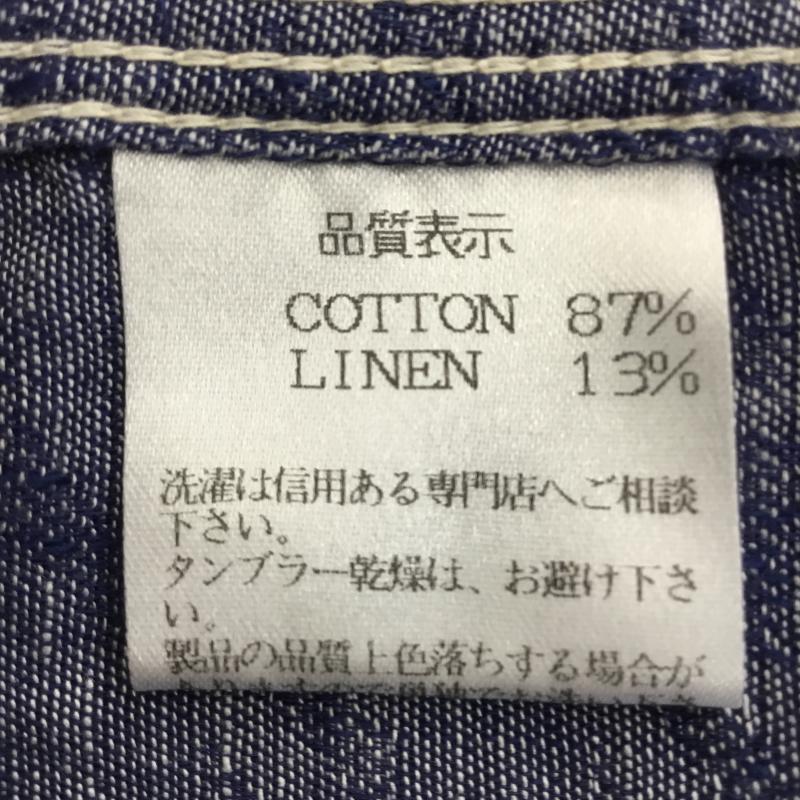 品質表示
COTTON 87%
LINEN 13%
洗濯は信用ある専門店へご相談
下さい。
タンブラー乾燥は、お避け下さ
い。
製品の品質上色落ちする場合が